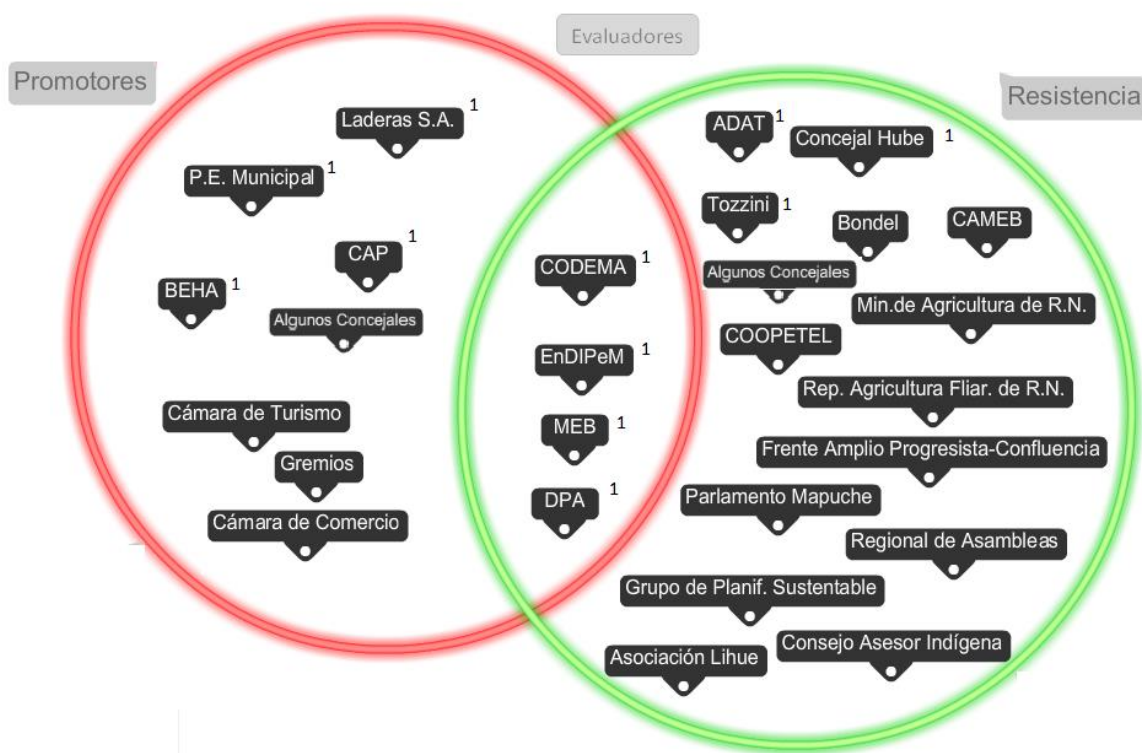 Evaluadores
Promotores
Resistencia
Laderas S.A. 1
P.E. Municipal 1
CAP 1
BEHA 1
Algunos Concejales
Cámara de Turismo
Gremios
Cámara de Comercio
CODEMA 1
EnDIPeM 1
MEB 1
DPA 1
ADAT 1
Concejal Hube 1
Tozzini 1
Bondel
CAMEB
Algunos Concejales
Min.de Agricultura de R.N.
COOPETEL
Rep. Agricultura Fliar. de R.N.
Frente Amplio Progresista-Confluencia
Parlamento Mapuche
Regional de Asambleas
Grupo de Planif. Sustentable
Consejo Asesor Indígena
Asociación Lihue